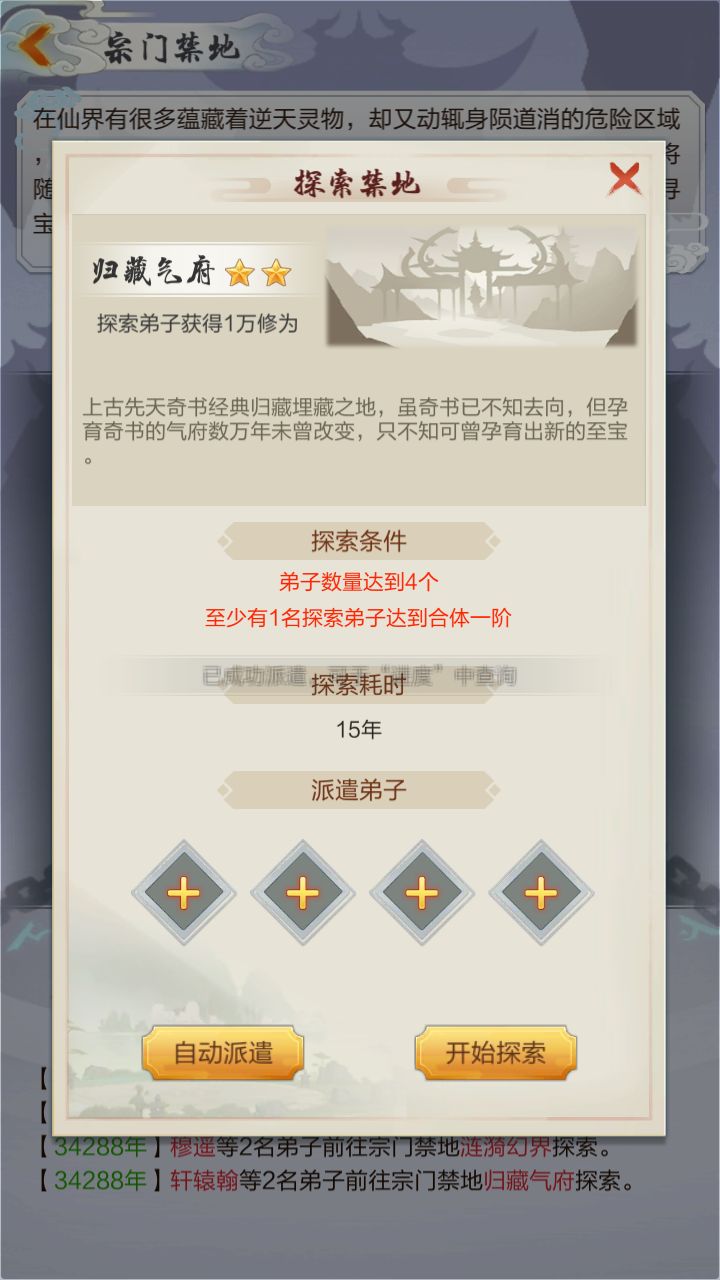 宗门禁地
在仙界有很多蕴藏着逆天灵物，却又动辄身陨道消的危险区域
，
将
随
寻
宝
探索禁地
归藏气府
探索弟子获得1万修为
上古先天奇书经典归藏埋藏之地，虽奇书已不知去向，但孕
育奇书的气府数万年未曾改变，只不知可曾孕育出新的至宝
。
探索条件
弟子数量达到4个
至少有1名探索弟子达到合体一阶
已成功派遣，
“进度”中查询
探索耗时
15年
派遣弟子
自动派遣
开始探索
【
【
【34288年】穆遥等2名弟子前往宗门禁地涟漪幻界探索。
【34288年】轩辕翰等2名弟子前往宗门禁地归藏气府探索。